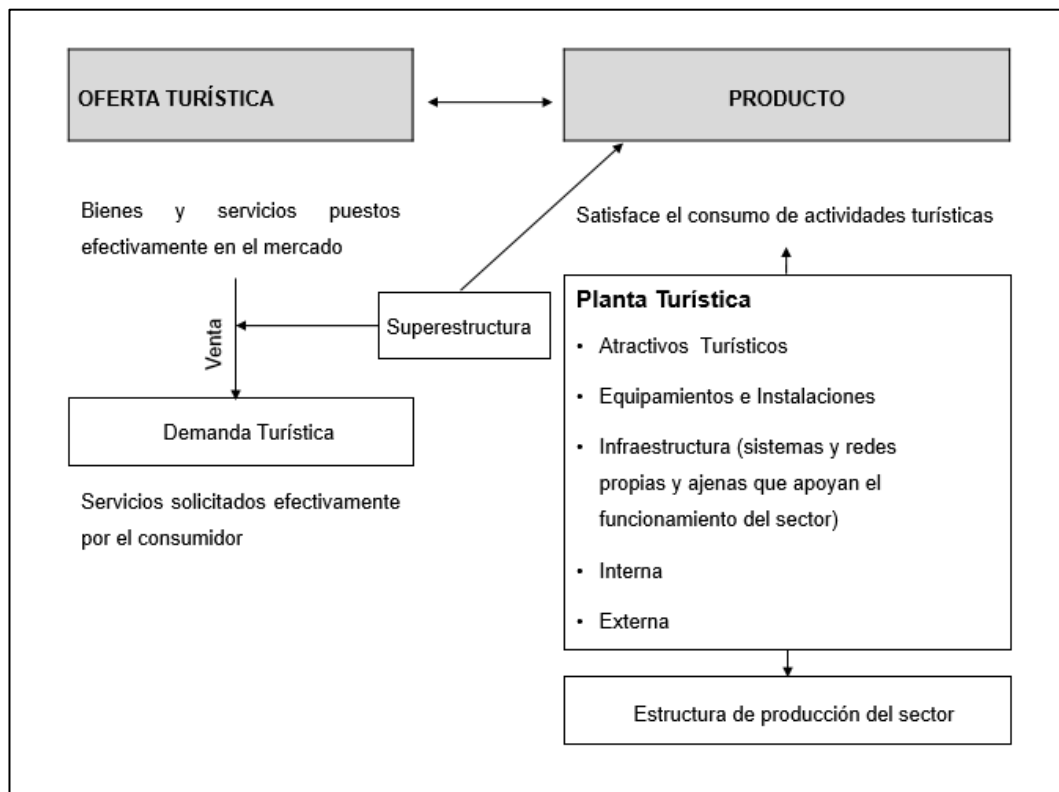 OFERTA TURÍSTICA
PRODUCTO
Bienes y servicios puestos
efectivamente en el mercado
Satisface el consumo de actividades turísticas
Superestructura
Venta
Demanda Turística
Servicios solicitados efectivamente
por el consumidor
Planta Turística
• Atractivos Turísticos
• Equipamientos e Instalaciones
• Infraestructura (sistemas y redes
propias y ajenas que apoyan el
funcionamiento del sector)
• Interna
• Externa
Estructura de producción del sector